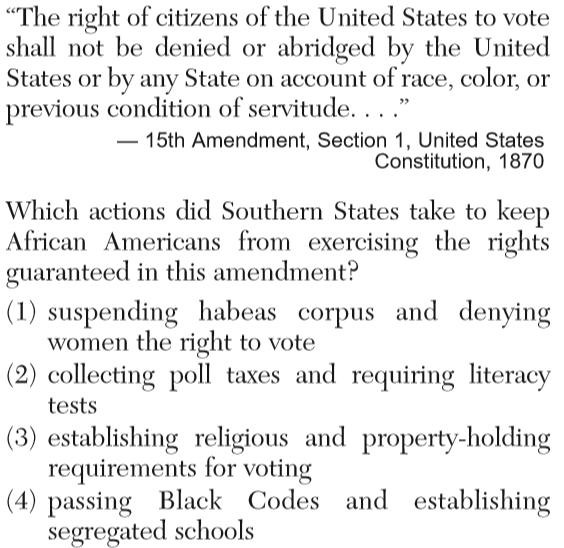 “The right of citizens of the United States to vote
shall not be denied or abridged by the United
States or by any State on account of race, color, or
previous condition of servitude. . . .”
— 15th Amendment, Section 1, United States
Constitution, 1870
Which actions did Southern States take to keep
African Americans from exercising the rights
guaranteed in this amendment?
(1) suspending habeas corpus and denying
women the right to vote
(2) collecting poll taxes and requiring literacy
tests
(3) establishing religious and property-holding
requirements for voting
(4) passing Black Codes and establishing
segregated schools